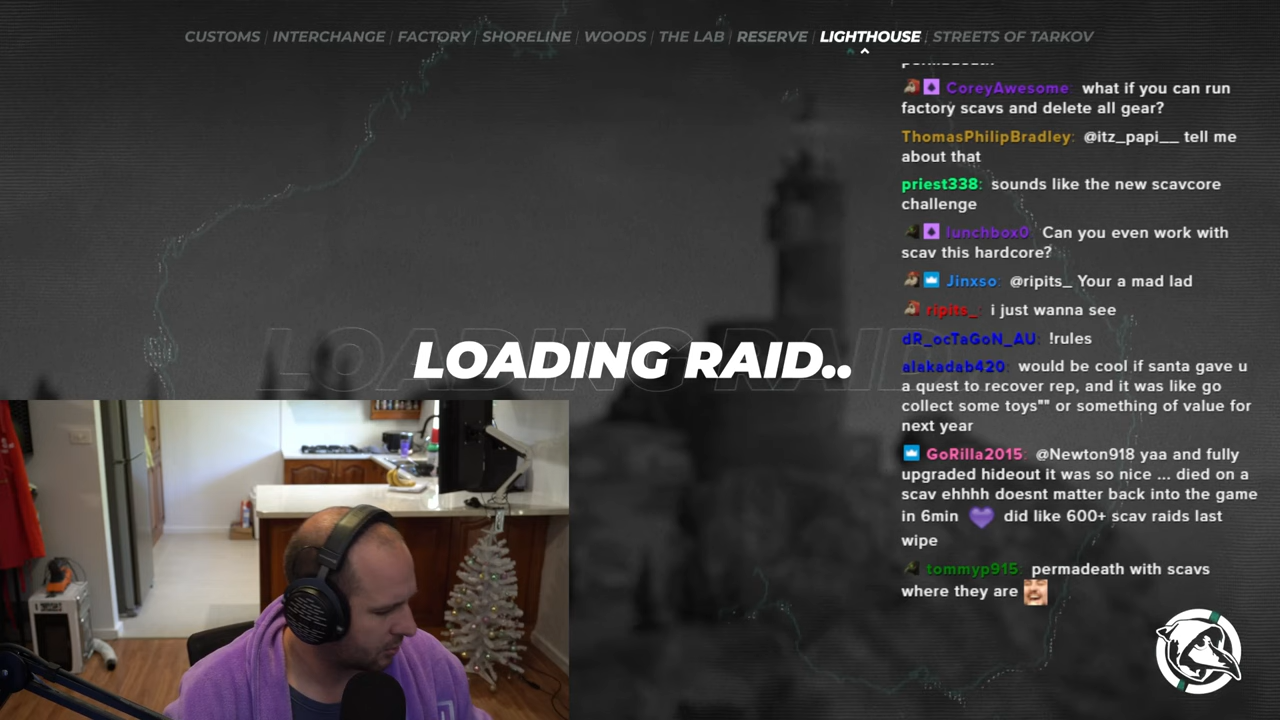 CUSTOMS | INTERCHANGE | FACTORY | SHORELINE | WOODS | THE LAB | RESERVE | LIGHTHOUSE | STREETS OF TARKOV
CoreyAwesome: what if you can run
factory scavs and delete all gear?
ThomasPhilipBradley: @itz_papi__ tell me
about that
priest338: sounds like the new scavcore
challenge
lunchbox0: Can you even work with
scav this hardcore?
Jinxso: @ripits_ Your a mad lad
ripits_: i just wanna see
dR_ocTaGoN_AU: !rules
alakadab420: would be cool if santa gave u
a quest to recover rep, and it was like go
collect some toys"" or something of value for
next year
GoRilla2015: @Newton918 yaa and fully
upgraded hideout it was so nice ... died on a
scav ehhhh doesnt matter back into the game
in 6min 💜 did like 600+ scav raids last
wipe
tommyp915: permadeath with scavs
where they are
LOADING RAID
LOADING RAID..